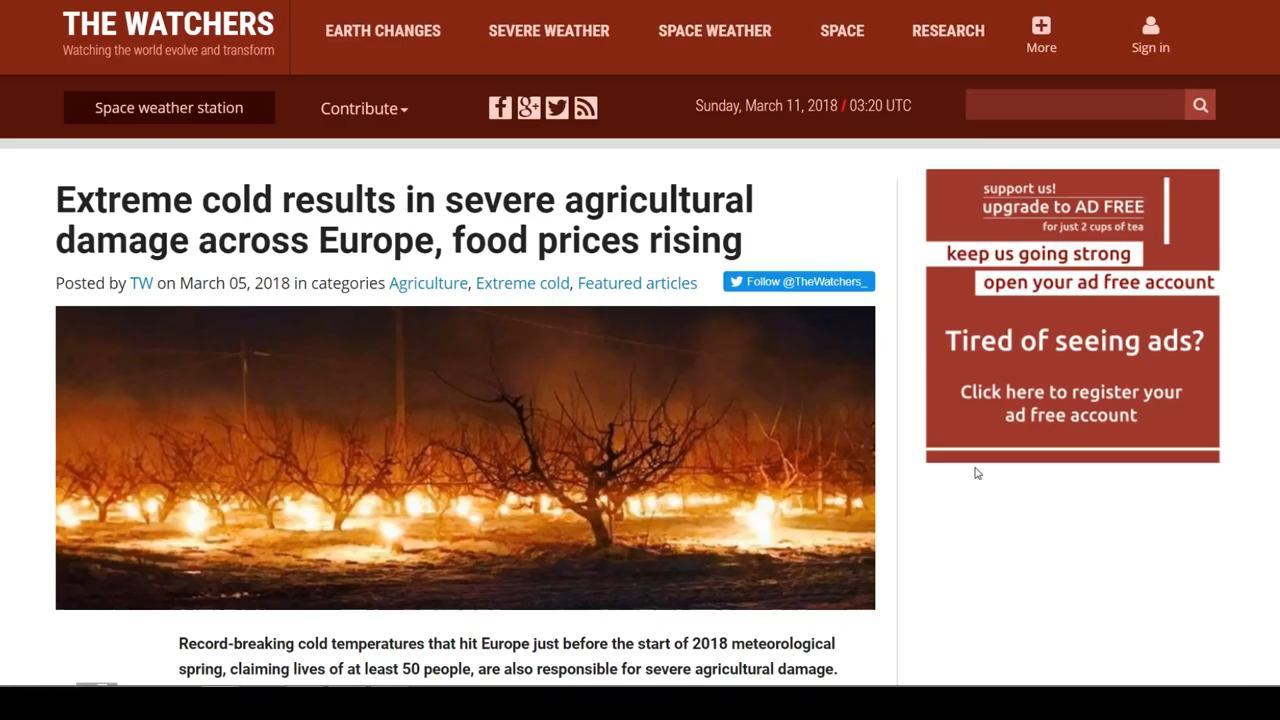 THE WATCHERS
Watching the world evolve and transform
EARTH CHANGES
SEVERE WEATHER
SPACE WEATHER
SPACE
RESEARCH
More
Sign in
Space weather station
Contribute
Sunday, March 11, 2018 / 03:20 UTC
Extreme cold results in severe agricultural
damage across Europe, food prices rising
Posted by TW on March 05, 2018 in categories Agriculture, Extreme cold, Featured articles
Follow @TheWatchers_
support us!
upgrade to AD FREE
for just 2 cups of tea
keep us going strong
open your ad free account
Tired of seeing ads?
Click here to register your
ad free account
Record-breaking cold temperatures that hit Europe just before the start of 2018 meteorological
spring, claiming lives of at least 50 people, are also responsible for severe agricultural damage.